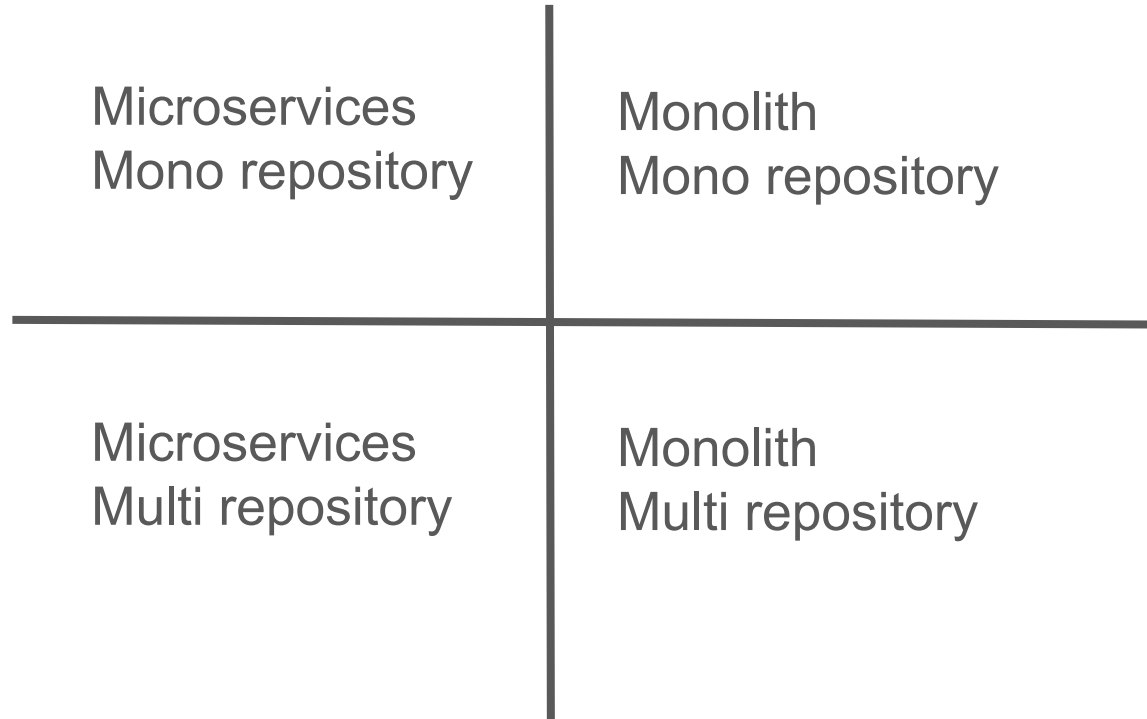 Microservices
Mono repository
Monolith
Mono repository
Microservices
Multi repository
Monolith
Multi repository